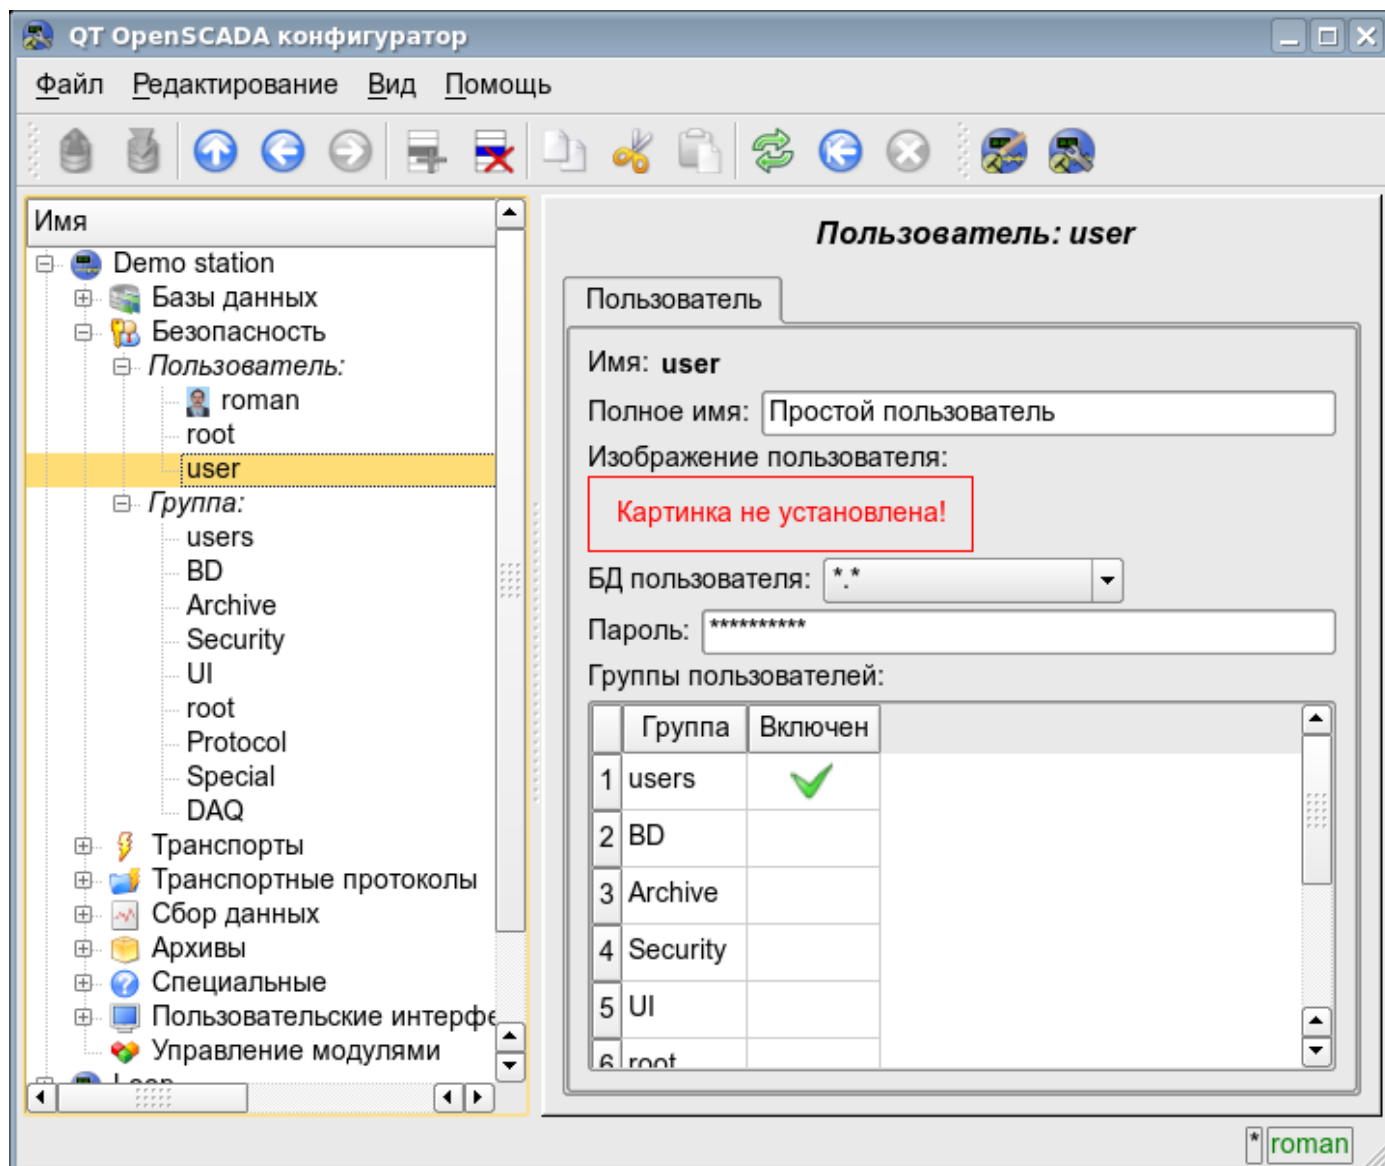 QT OpenSCADA конфигуратор
Файл Редактирование Вид Помощь
Имя
Demo station
Базы данных
Безопасность
Пользователь:
roman
root
user
Группа:
users
BD
Archive
Security
UI
root
Protocol
Special
DAQ
Транспорты
Транспортные протоколы
Сбор данных
Архивы
Специальные
Пользовательские интерфе
Управление модулями
Loop
Пользователь: user
Пользователь
Имя: user
Полное имя: Простой пользователь
Изображение пользователя:
Картинка не установлена!
БД пользователя: *.*
Пароль: **********
Группы пользователей:
Группа Включен
1 users
2 BD
3 Archive
4 Security
5 UI
6 root
* roman